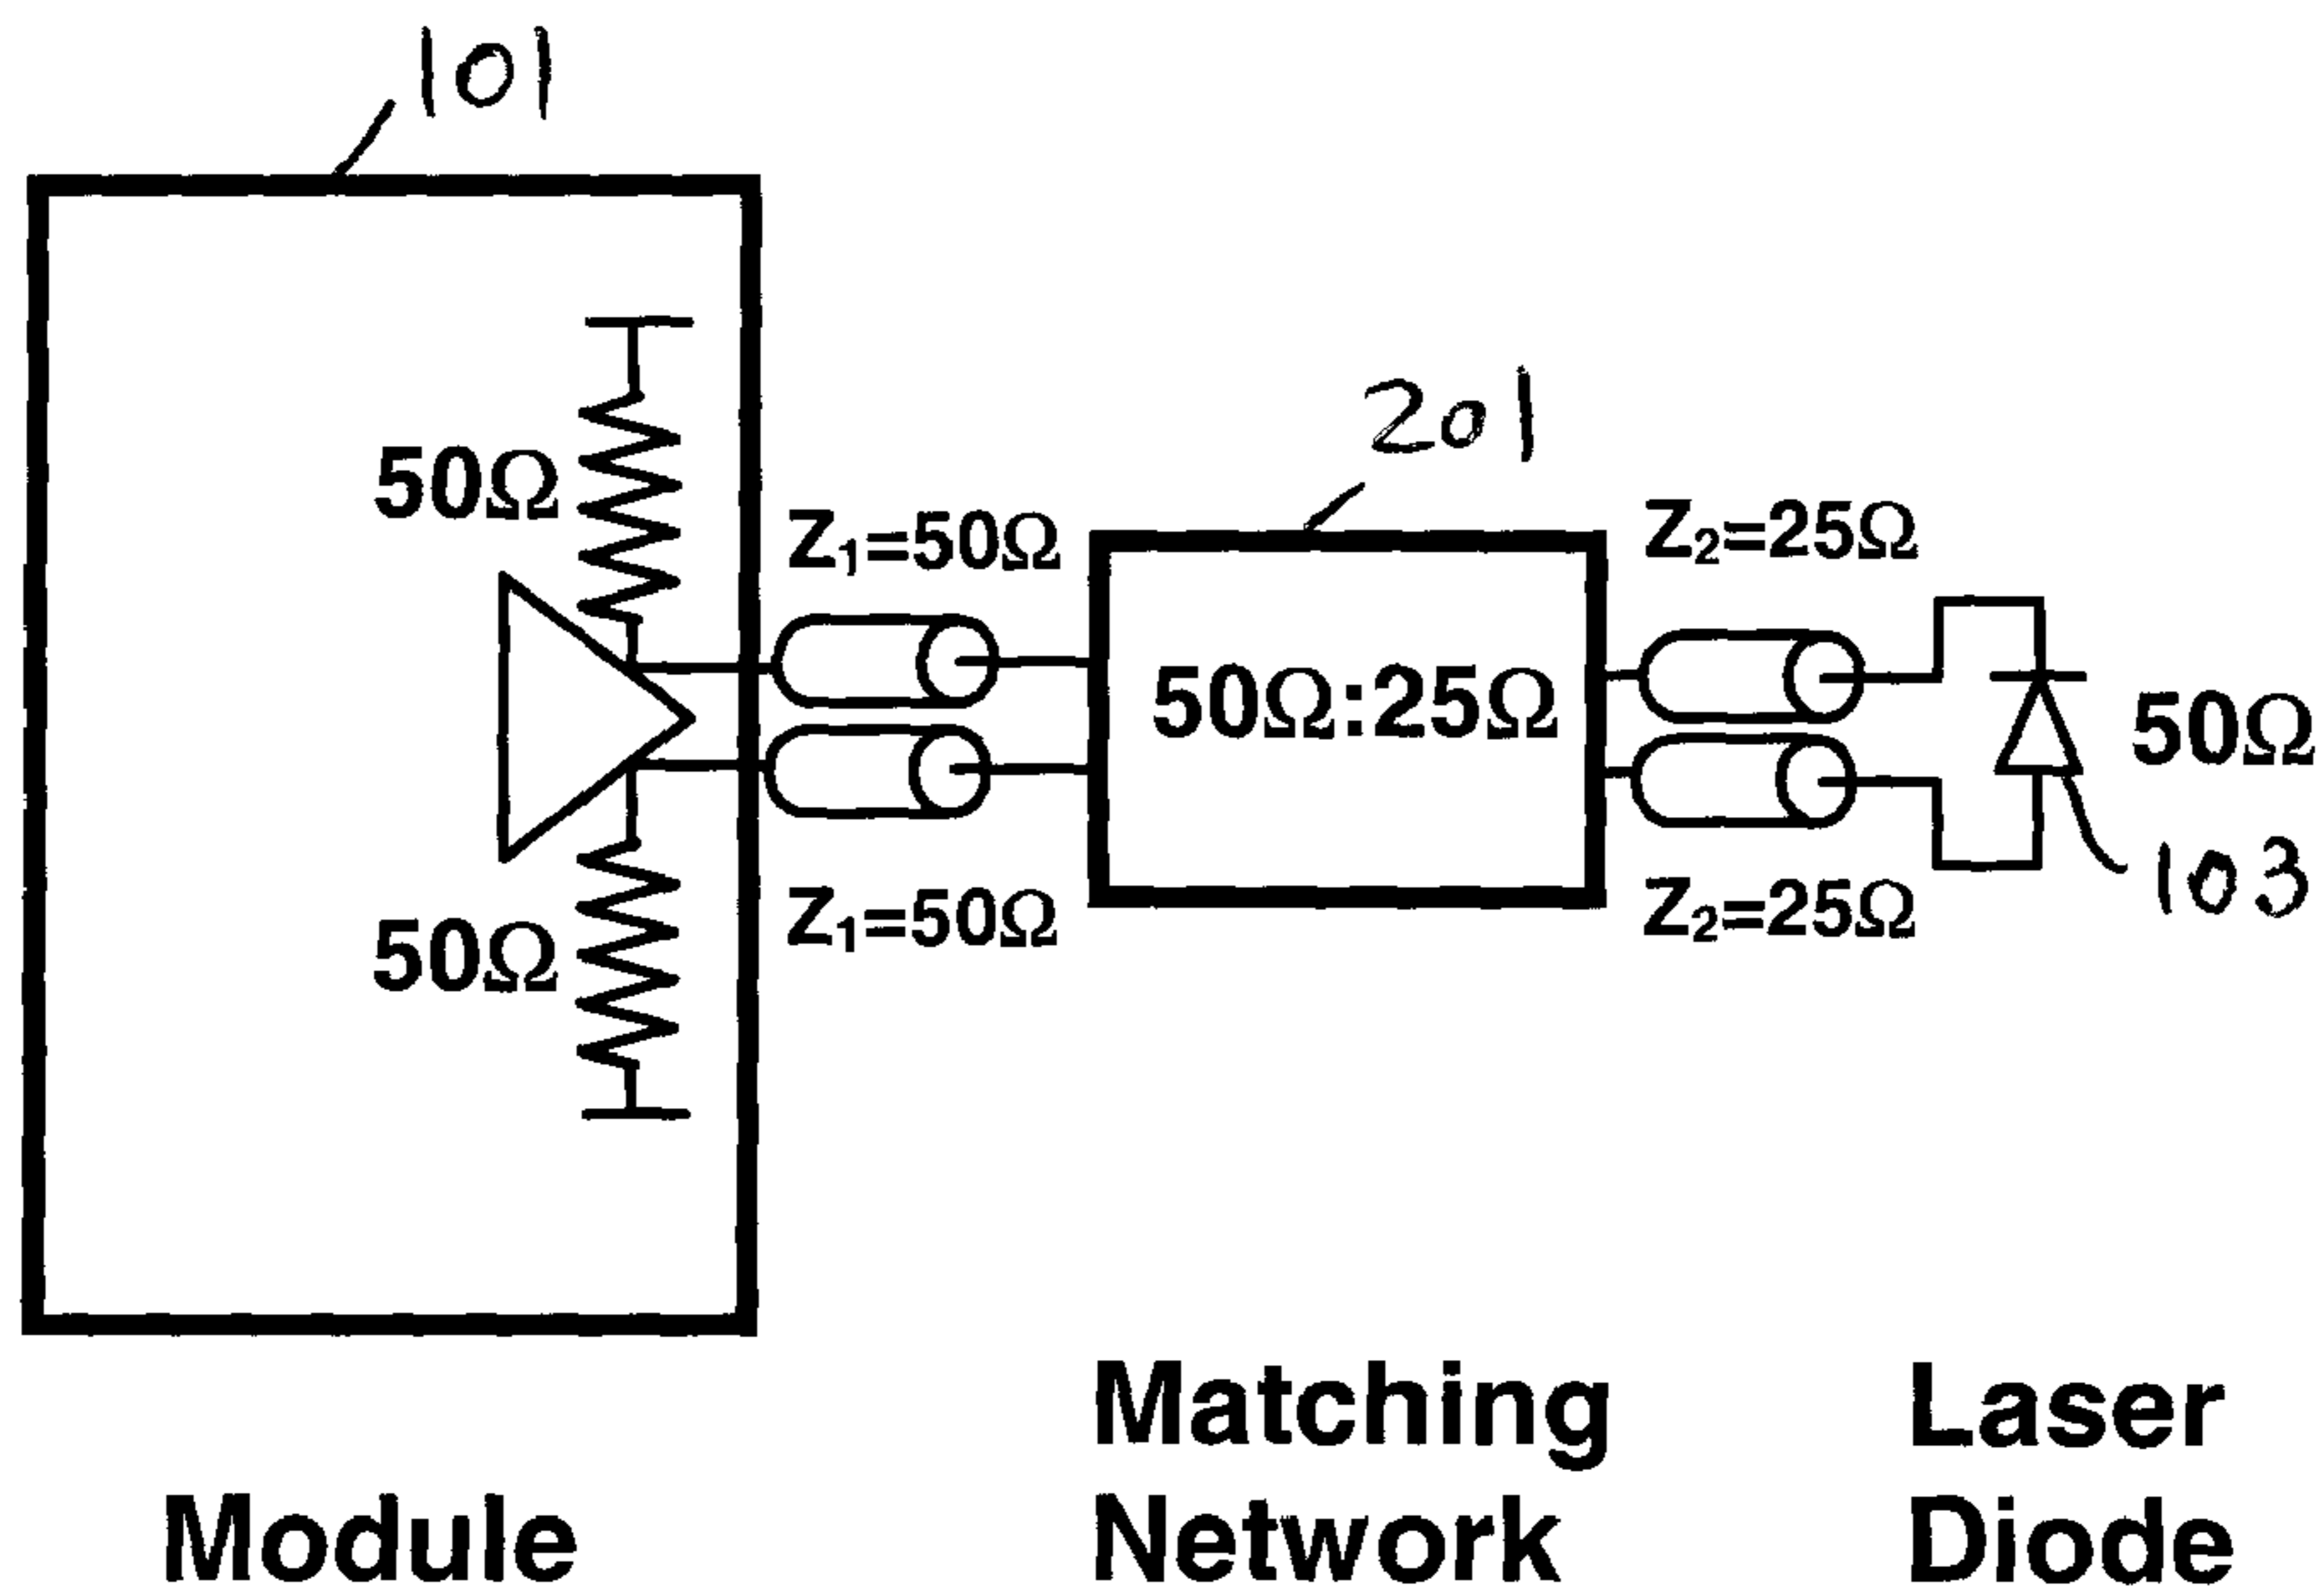 101
50Ω
201
Z₁=50Ω
Z₂=25Ω
50Ω:25Ω
50Ω
103
50Ω
Z₁=50Ω
Z₂=25Ω
Module
Matching
Network
Laser
Diode